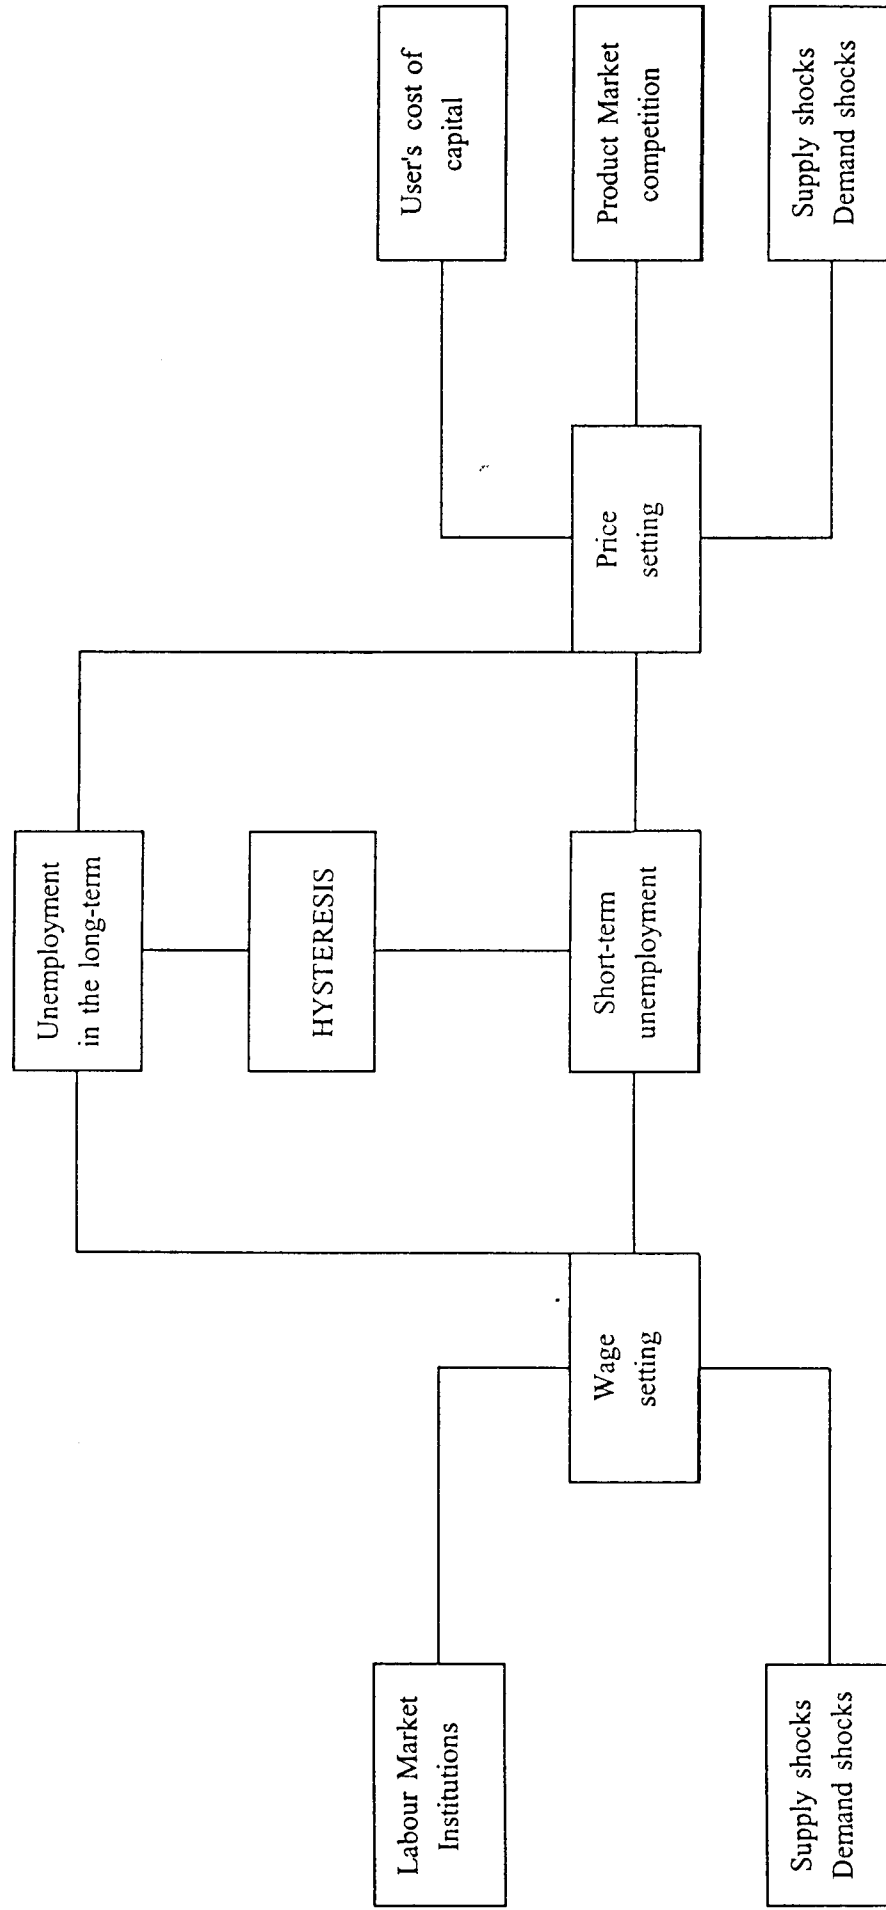 Unemployment
in the long-term
HYSTERESIS
Labour Market
Institutions
User's cost of
capital
Wage
setting
Short-term
unemployment
Price
setting
Product Market
competition
Supply shocks
Demand shocks
Supply shocks
Demand shocks